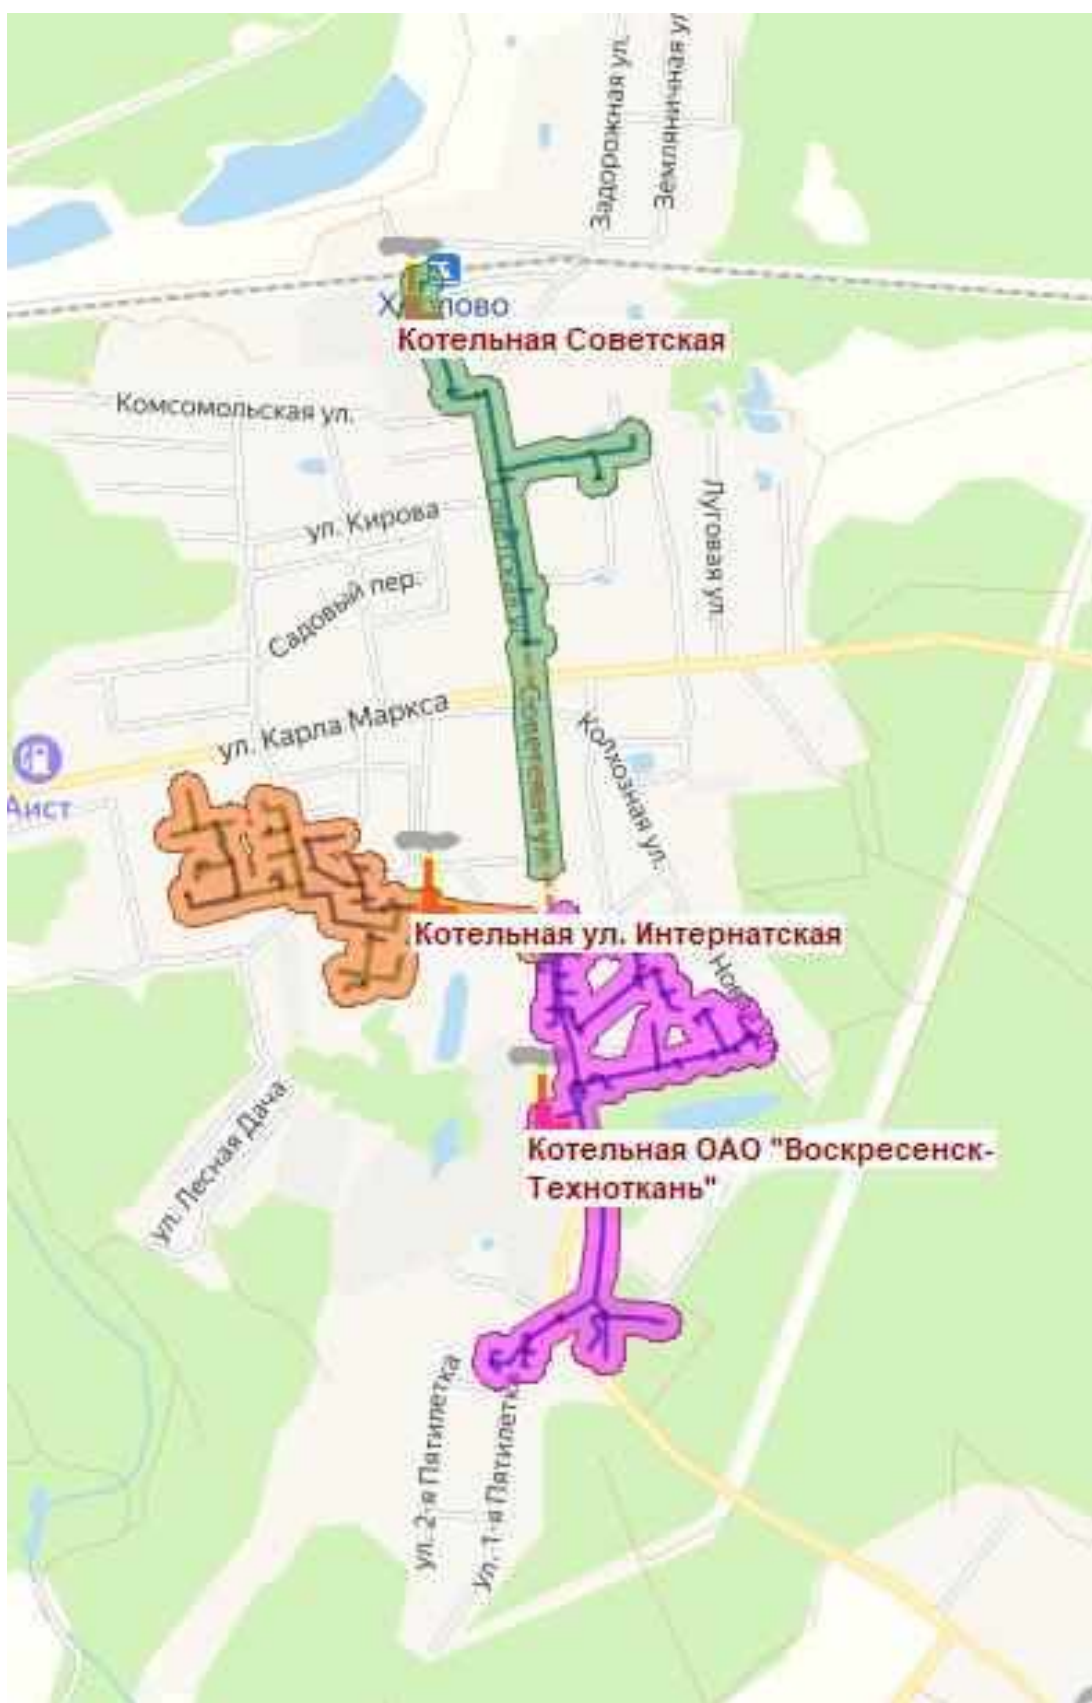 Задорожная ул.
Земляничная ул
Котельная Советская
Комсомольская ул.
ул. Кирова
Луговая ул.
Садовый пер.
ул. Карла Маркса
Советская ул.
Колхозная ул.
Аист
Котельная ул. Интернатская
ул. Лесная Дача
Котельная ОАО "Воскресенск-
Техноткань"
ул. 2-я Пятилетка
Ул. 1-я Пятилетка